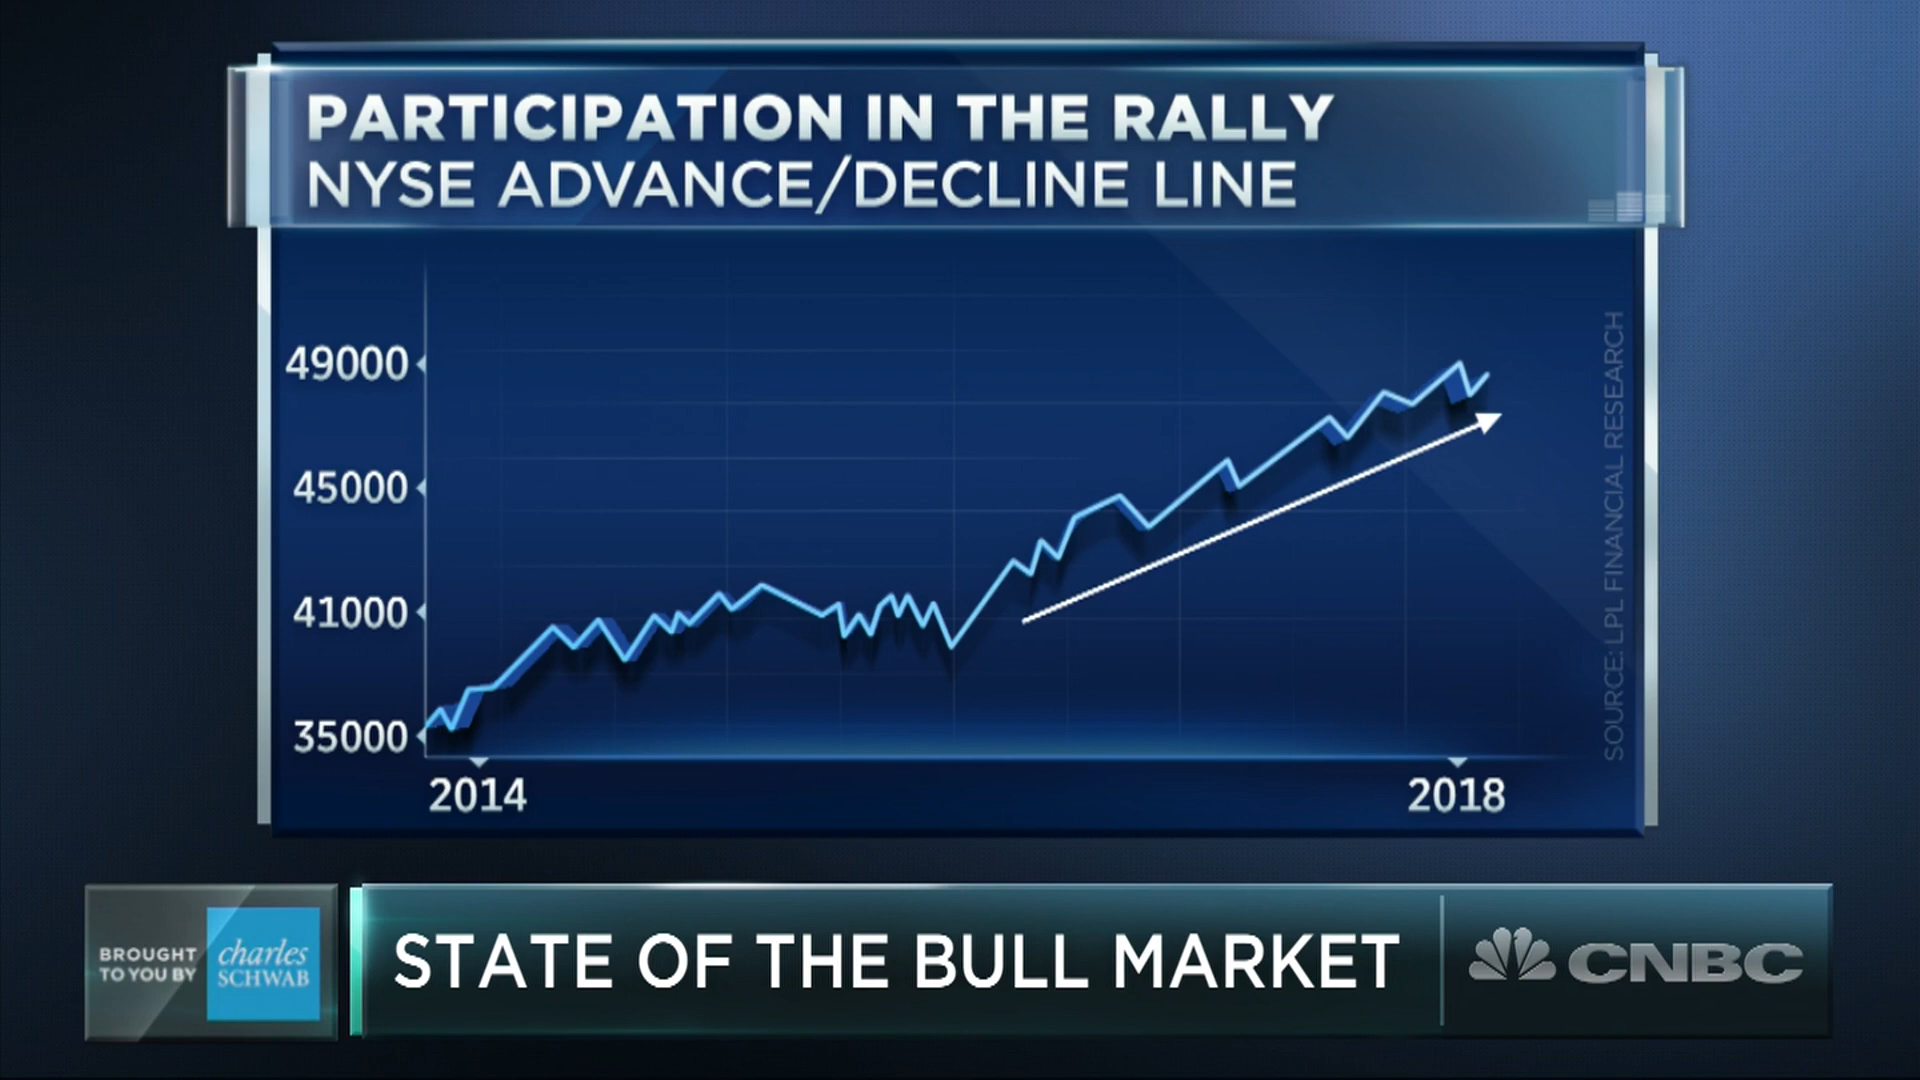 PARTICIPATION IN THE RALLY
NYSE ADVANCE/DECLINE LINE
49000
45000
41000
35000
2014
2018
SOURCE: LPL FINANCIAL RESEARCH
BROUGHT
TO YOU BY
charles
SCHWAB
STATE OF THE BULL MARKET
CNBC